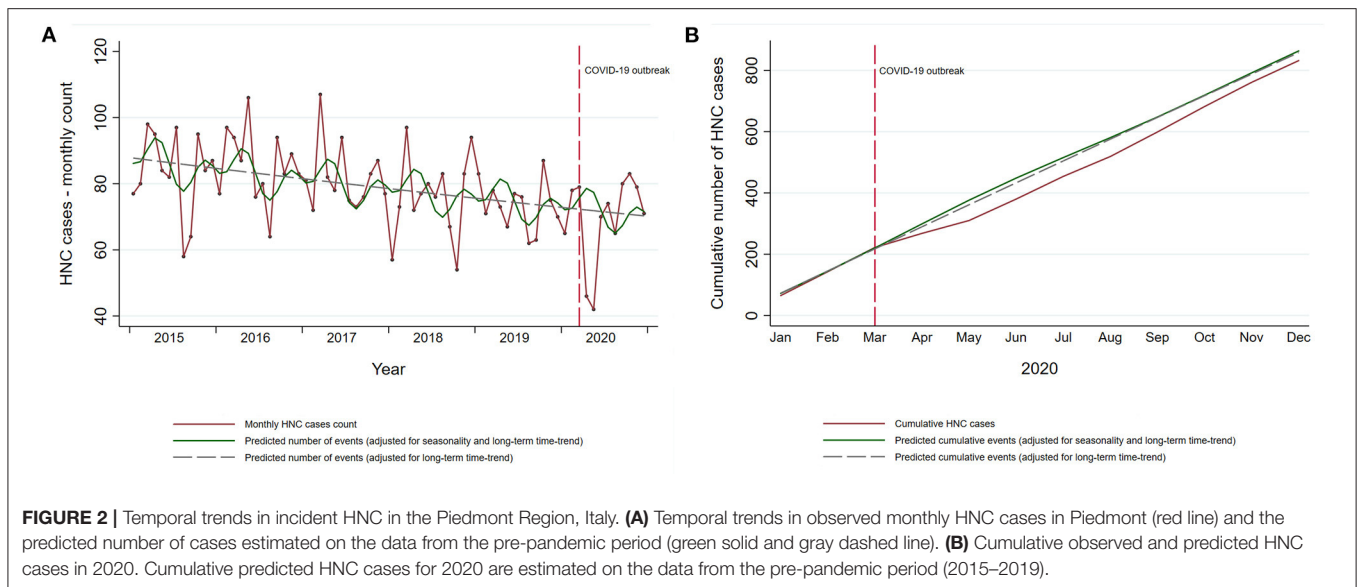 A
HNC cases - monthly count
120
100
80
60
40
COVID-19 outbreak
2015 2016 2017 2018 2019 2020
Year
Monthly HNC cases count
Predicted number of events (adjusted for seasonality and long-term time-trend)
Predicted number of events (adjusted for long-term time-trend)
B
Cumulative number of HNC cases
800
600
400
200
0
COVID-19 outbreak
Jan Feb Mar Apr May Jun Jul Aug Sep Oct Nov Dec
2020
Cumulative HNC cases
Predicted cumulative events (adjusted for seasonality and long-term time-trend)
Predicted cumulative events (adjusted for long-term time-trend)
FIGURE 2 | Temporal trends in incident HNC in the Piedmont Region, Italy. (A) Temporal trends in observed monthly HNC cases in Piedmont (red line) and the
predicted number of cases estimated on the data from the pre-pandemic period (green solid and gray dashed line). (B) Cumulative observed and predicted HNC
cases in 2020. Cumulative predicted HNC cases for 2020 are estimated on the data from the pre-pandemic period (2015–2019).